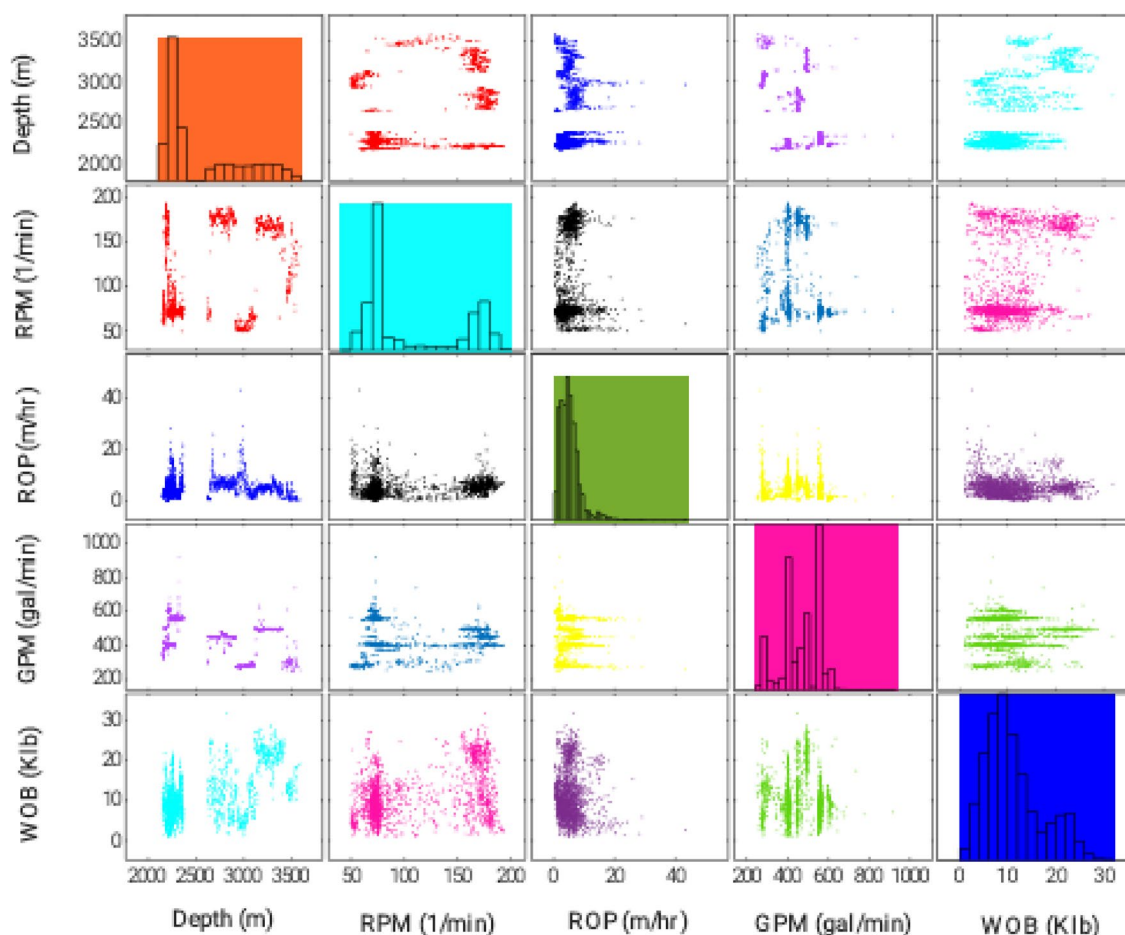 Depth (m)
3500
3000
2500
2000
RPM (1/min)
200
150
100
50
ROP (m/hr)
40
20
0
GPM (gal/min)
1000
800
600
400
200
WOB (Klb)
30
20
10
0
2000 2500 3000 3500
50 100 150 200
0 20 40
200 400 600 800 1000
0 10 20 30
Depth (m) RPM (1/min) ROP (m/hr) GPM (gal/min) WOB (Klb)